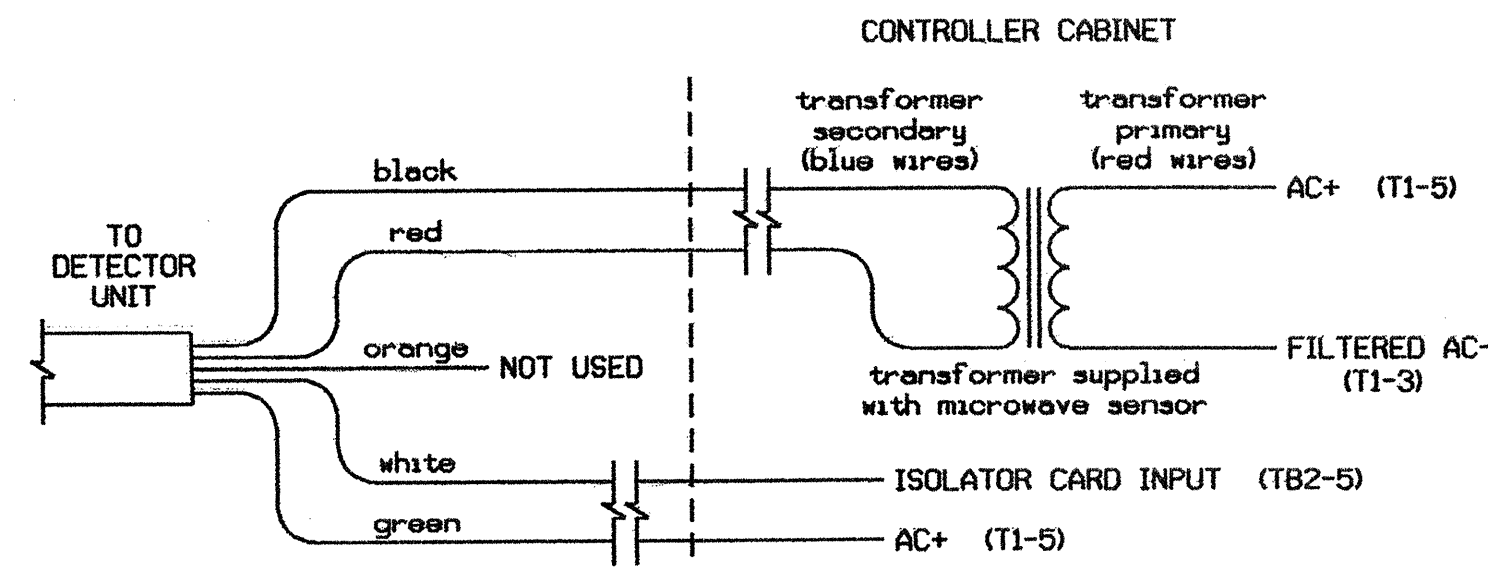 CONTROLLER CABINET
transformer
secondary
(blue wires)
transformer
primary
(red wires)
black
AC+ (T1-5)
red
TO
DETECTOR
UNIT
orange
NOT USED
FILTERED AC-
(T1-3)
transformer supplied
with microwave sensor
white
ISOLATOR CARD INPUT (TB2-5)
green
AC+ (T1-5)